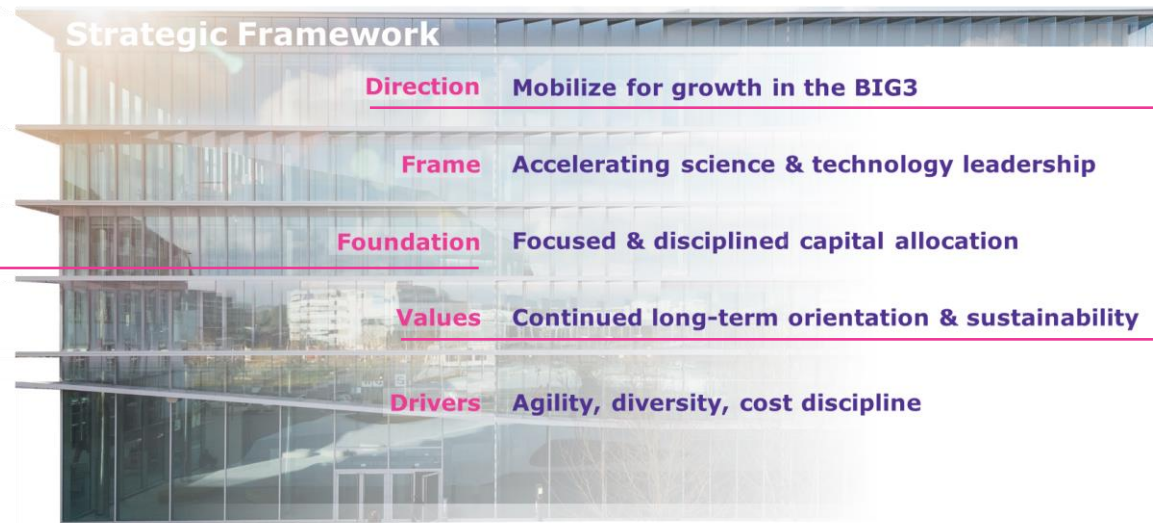 Strategic Framework
Direction Mobilize for growth in the BIG3
Frame Accelerating science & technology leadership
Foundation Focused & disciplined capital allocation
Values Continued long-term orientation & sustainability
Drivers Agility, diversity, cost discipline